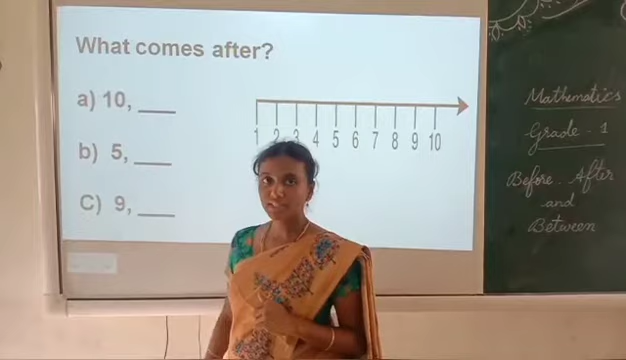 What comes after?
a) 10, ___
b) 5, ___
C) 9, ___
1 2 3 4 5 6 7 8 9 10
Mathematics
Grade - 1
Before, After
and
Between